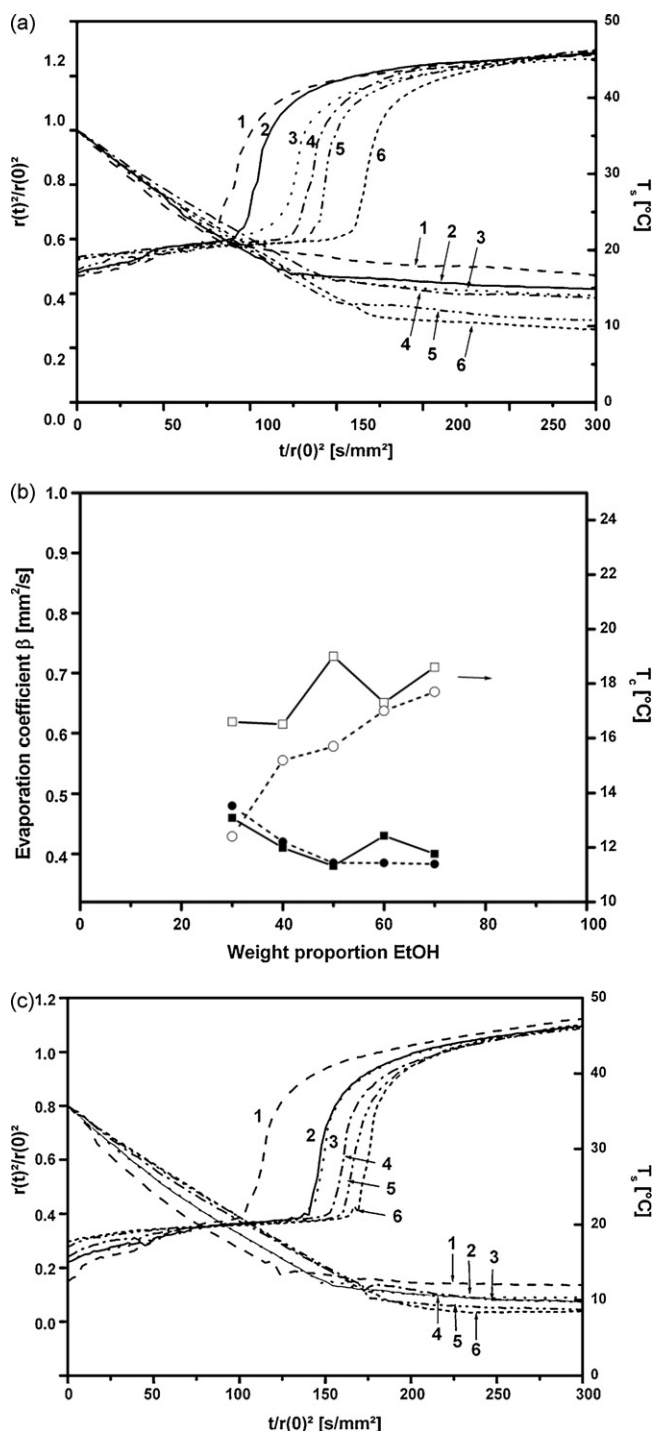 (a)
50
1.2
40
1.0
1 2 3 4 5 6
30
0.8
r(t)²/r(0)²
Ts [°C]
0.6
20
1 2 3
0.4
10
4 5 6
0.2
0.0
0
0 50 100 150 200 250 300
t/r(0)² [s/mm²]
(b)
1.0
24
0.9
22
0.8
20
Evaporation coefficient β [mm²/s]
Tc [°C]
0.7
18
0.6
16
0.5
14
0.4
12
10
0 20 40 60 80 100
Weight proportion EtOH
(c)
1.2
50
1.0
40
1
0.8
2 3
30
r(t)²/r(0)²
Ts [°C]
4
0.6
5
6
0.4
20
1 2 3
0.2
10
4 5 6
0.0
0
0 50 100 150 200 250 300
t/r(0)² [s/mm²]